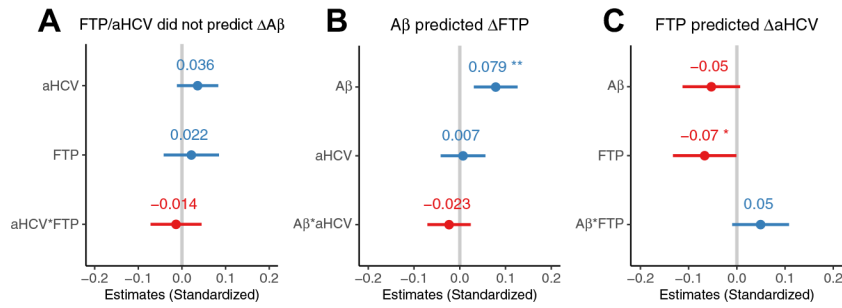 A FTP/aHCV did not predict ΔAβ
aHCV
0.036
FTP
0.022
aHCV*FTP
−0.014
−0.2 −0.1 0.0 0.1 0.2
Estimates (Standardized)
B Aβ predicted ΔFTP
Aβ
0.079 **
aHCV
0.007
Aβ*aHCV
−0.023
−0.2 −0.1 0.0 0.1 0.2
Estimates (Standardized)
C FTP predicted ΔaHCV
Aβ
−0.05
FTP
−0.07 *
Aβ*FTP
0.05
−0.2 −0.1 0.0 0.1 0.2
Estimates (Standardized)